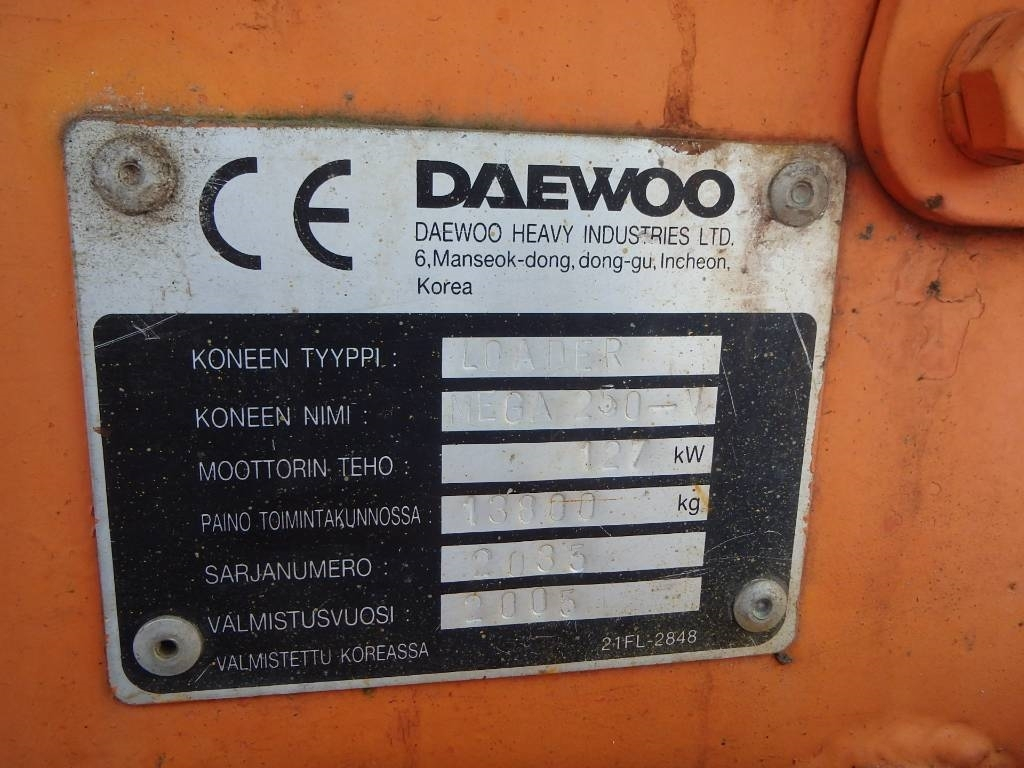 CE DAEWOO
DAEWOO HEAVY INDUSTRIES LTD.
6,Manseok-dong, dong-gu, Incheon,
Korea
KONEEN TYYPPI : LOADER
KONEEN NIMI : MEGA 250-V
MOOTTORIN TEHO : 127 kW
PAINO TOIMINTAKUNNOSSA : 13800 kg
SARJANUMERO : 2035
VALMISTUSVUOSI : 2005
VALMISTETTU KOREASSA 21FL-2848